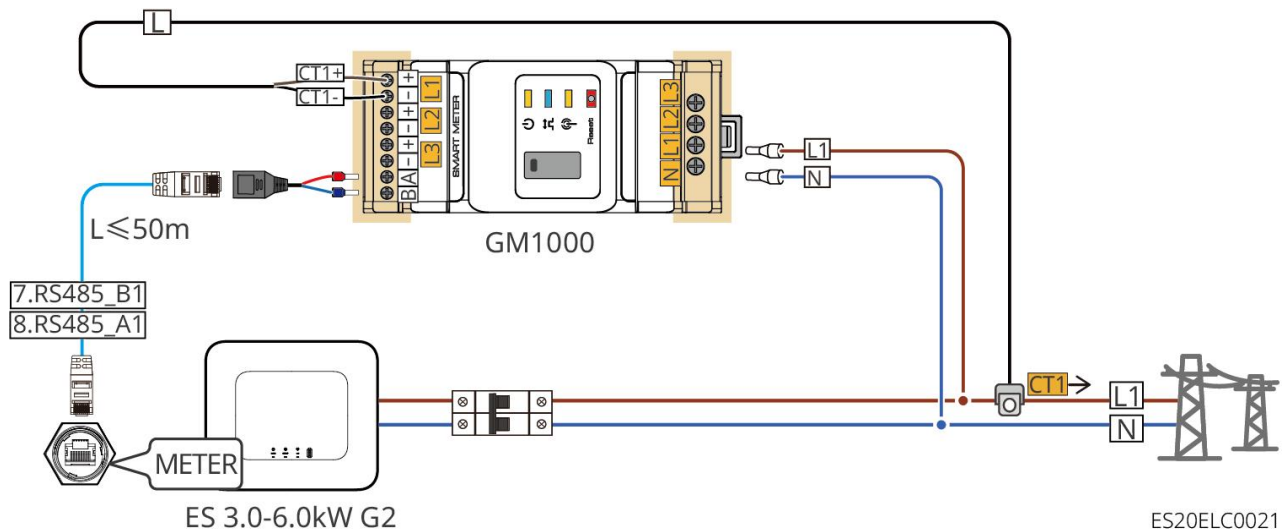 L
CT1+
CT1-
+
-
+
-
+
-
A
B
L1
L2
L3
SMART METER
Reset
L3
L2
L1
N
L1
N
L≤50m
GM1000
7.RS485_B1
8.RS485_A1
CT1
L1
N
METER
ES 3.0-6.0kW G2
ES20ELC0021